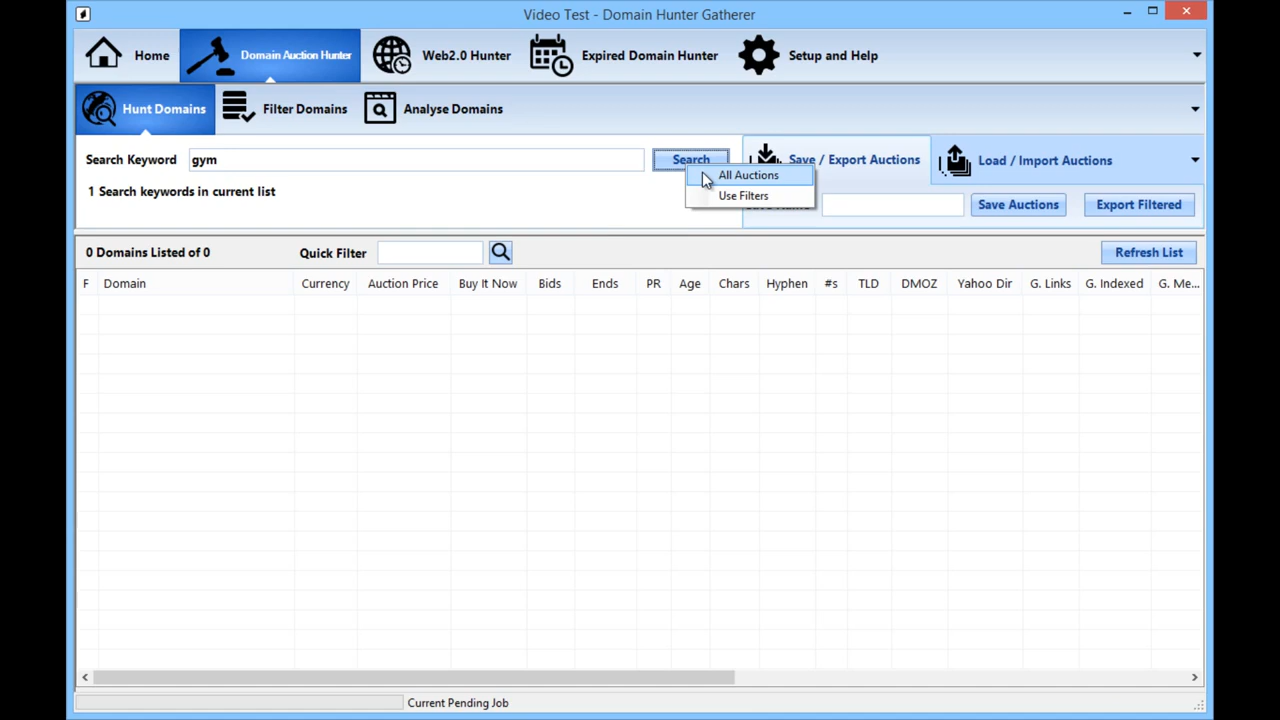 Video Test - Domain Hunter Gatherer
Home
Domain Auction Hunter
Web2.0 Hunter
Expired Domain Hunter
Setup and Help
Hunt Domains
Filter Domains
Analyse Domains
Search Keyword
gym
Search
Save / Export Auctions
Load / Import Auctions
All Auctions
1 Search keywords in current list
Use Filters
Save Auctions
Export Filtered
0 Domains Listed of 0
Quick Filter
Refresh List
F Domain Currency Auction Price Buy It Now Bids Ends PR Age Chars Hyphen #s TLD DMOZ Yahoo Dir G. Links G. Indexed G. Me...
Current Pending Job